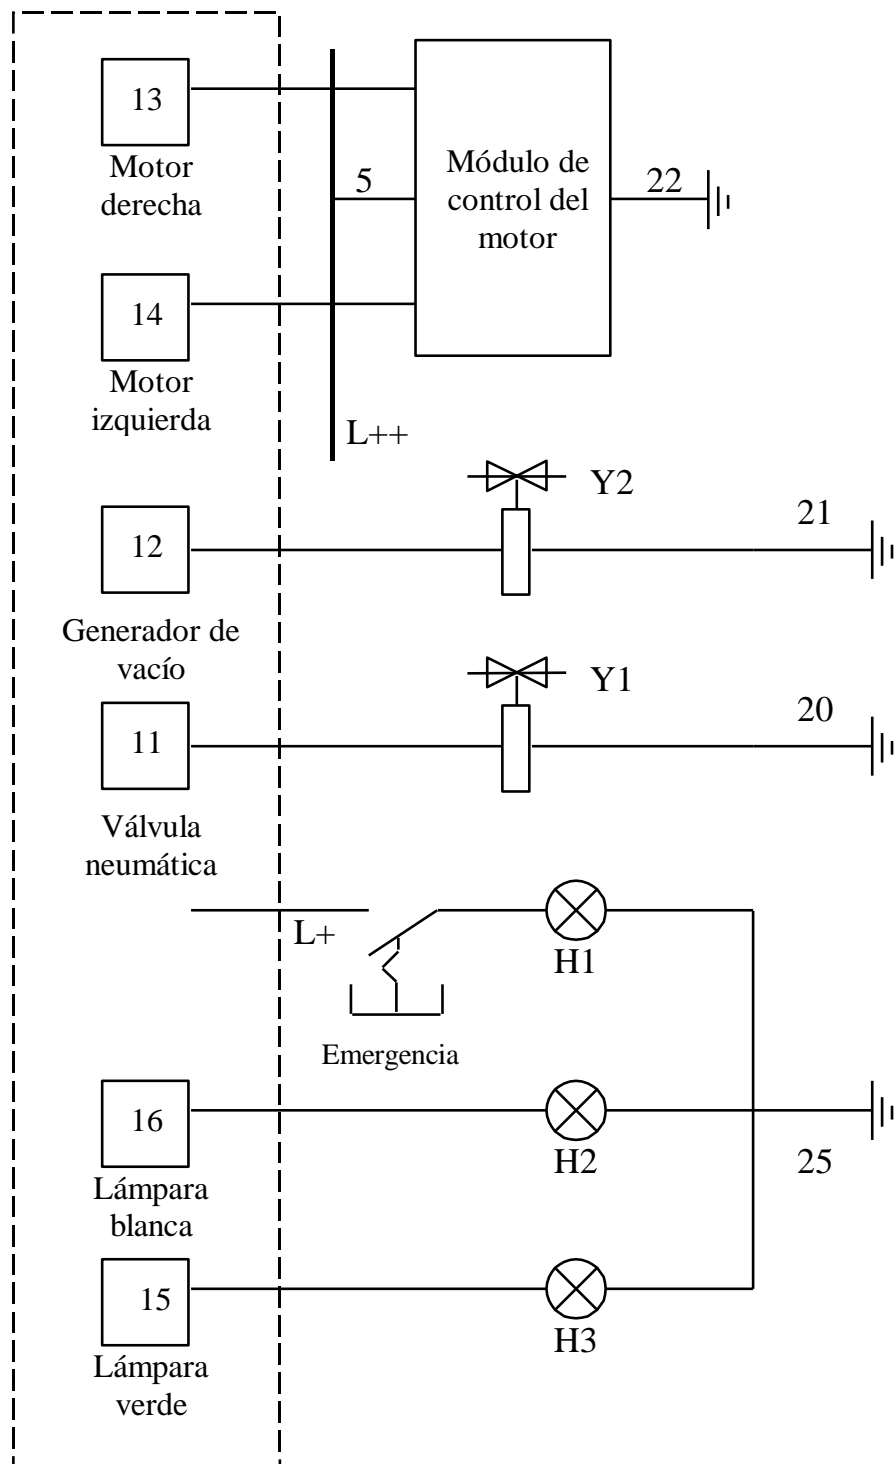 13
Motor
derecha
5
Módulo de
control del
motor
22
14
Motor
izquierda
L++
Y2
21
12
Generador de
vacío
Y1
20
11
Válvula
neumática
L+
H1
Emergencia
16
H2
25
Lámpara
blanca
15
H3
Lámpara
verde